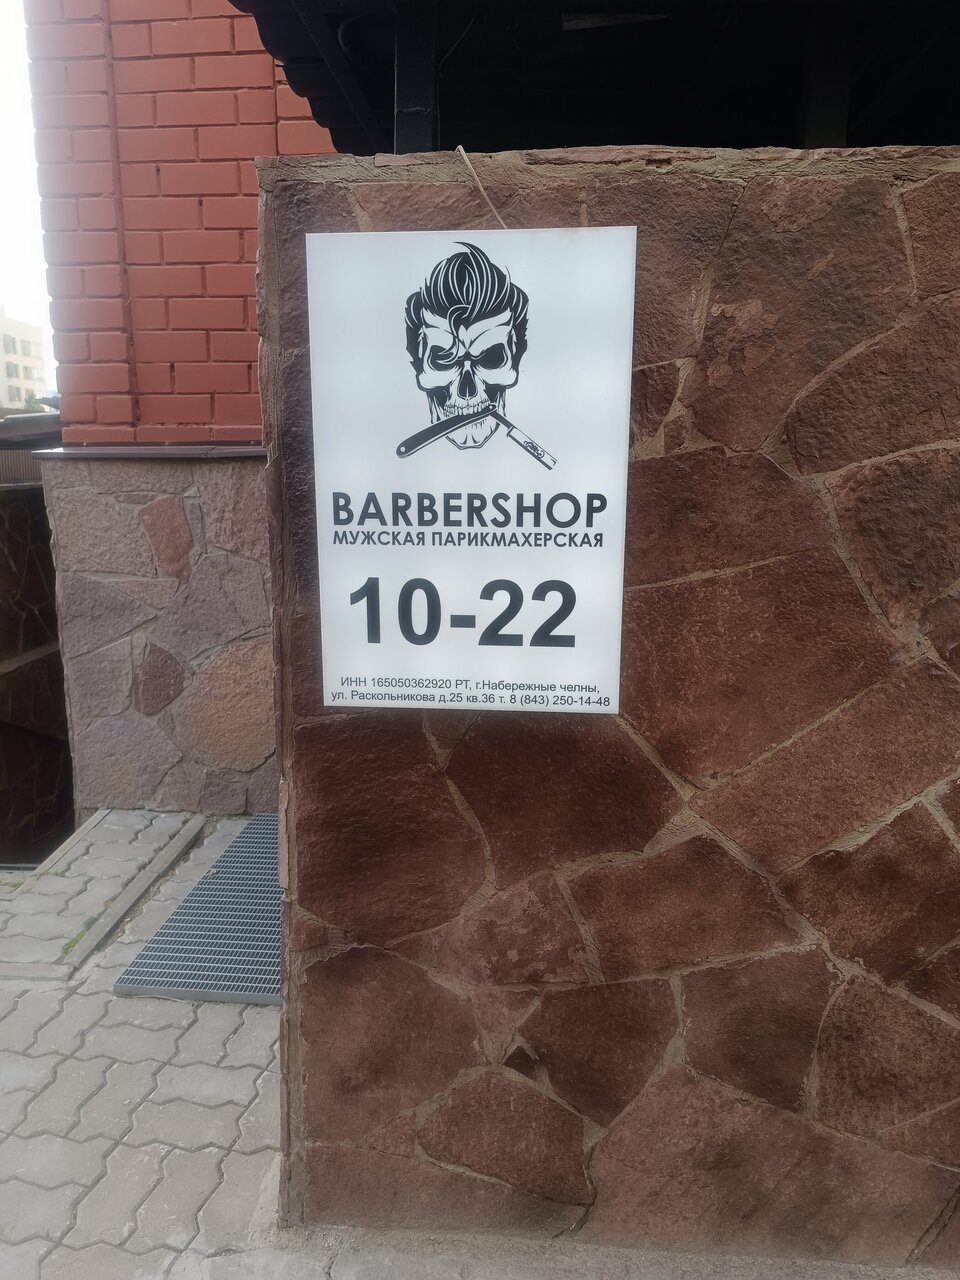 BARBERSHOP
МУЖСКАЯ ПАРИКМАХЕРСКАЯ
10-22
ИНН 165050362920 РТ, г.Набережные челны,
ул. Раскольникова д.25 кв.36 т. 8 (843) 250-14-48